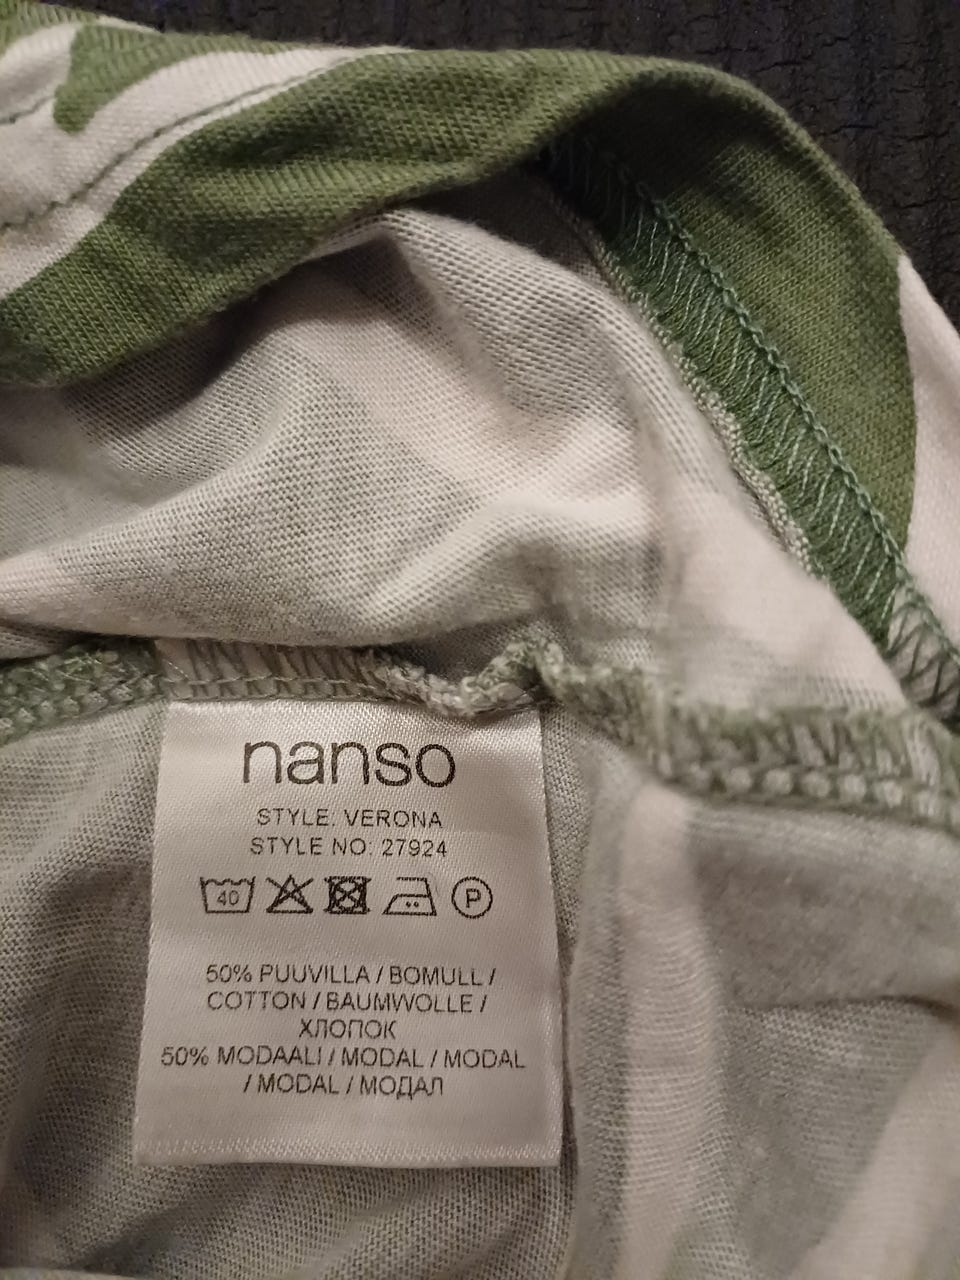 nanso
STYLE: VERONA
STYLE NO: 27924
40 P
50% PUUVILLA / BOMULL /
COTTON / BAUMWOLLE /
ХЛОПОК
50% MODAALI / MODAL / MODAL
/ MODAL / МОДАЛ